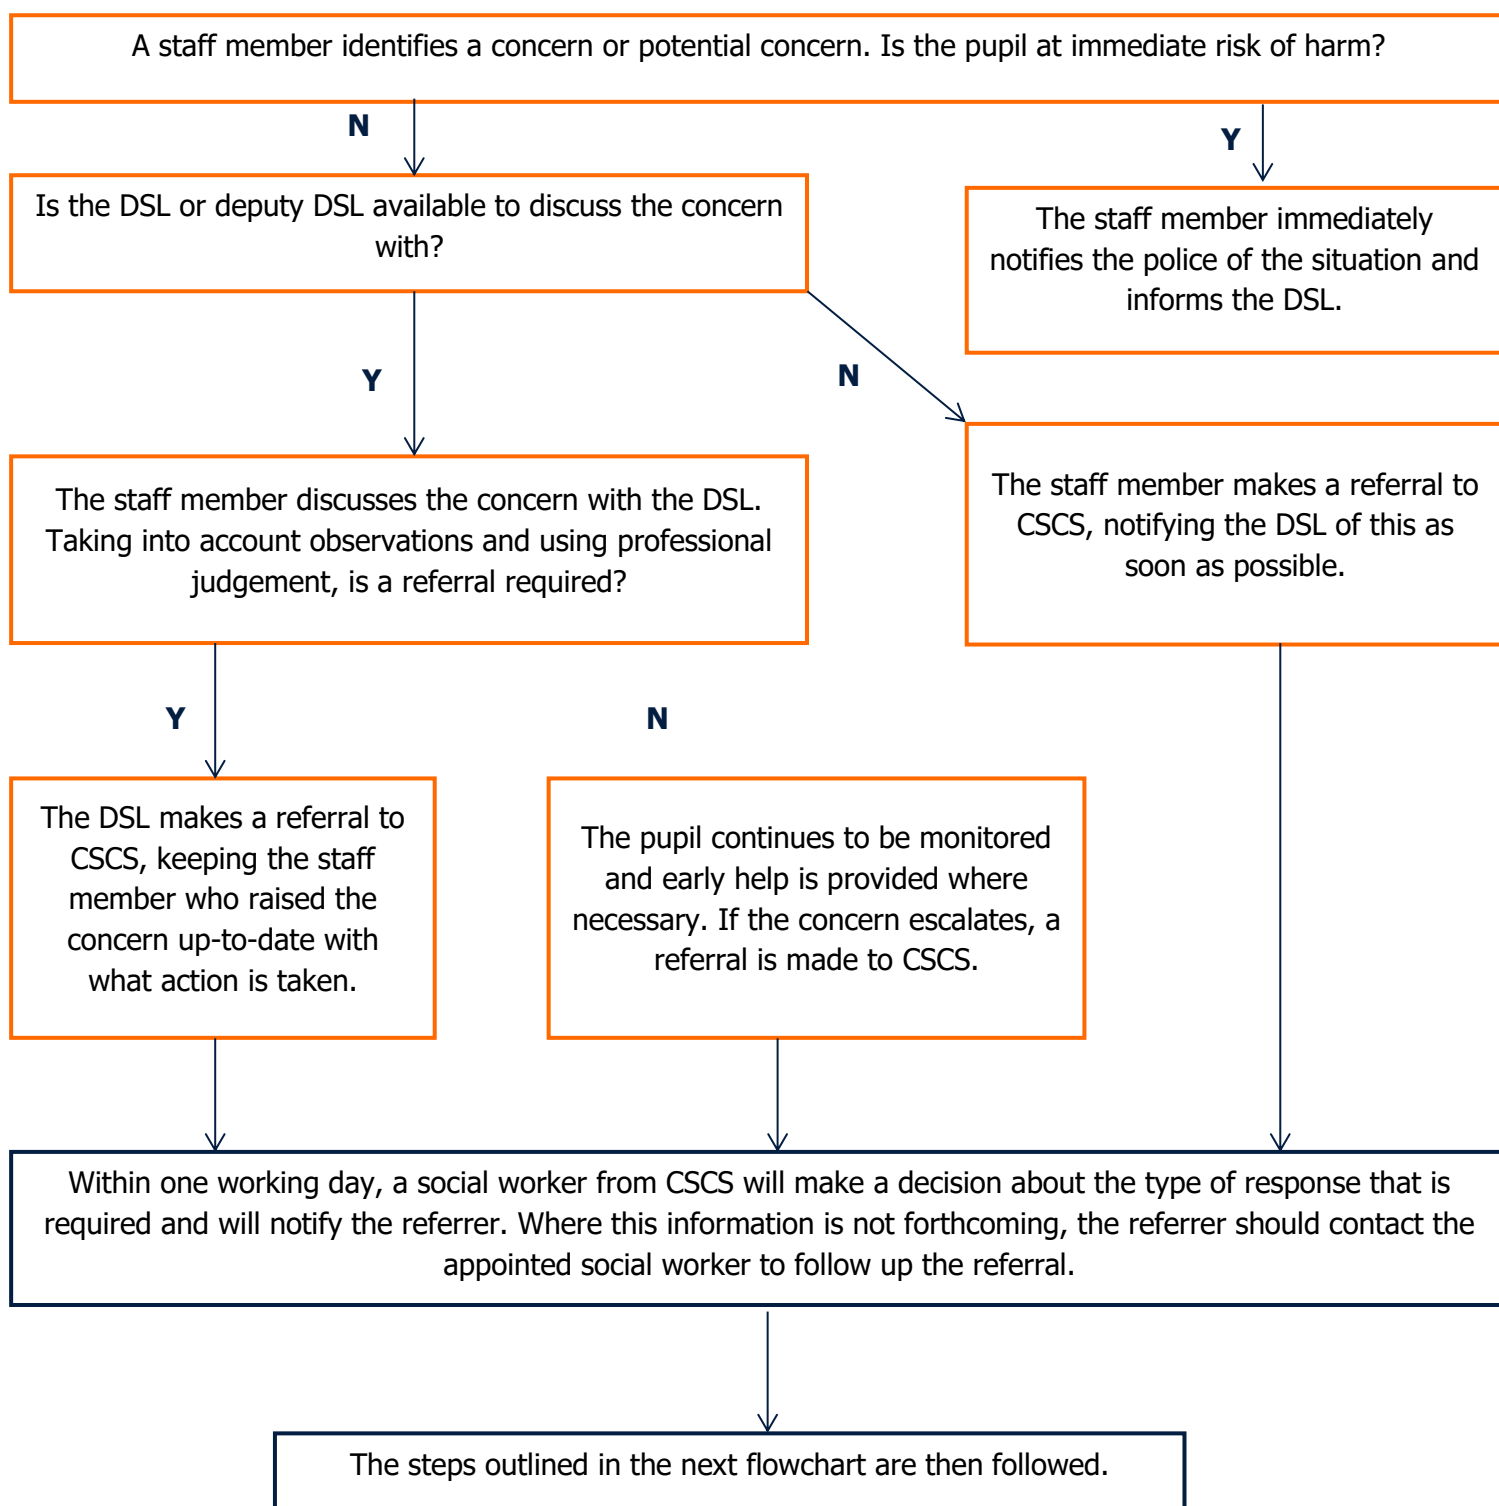 A staff member identifies a concern or potential concern. Is the pupil at immediate risk of harm?
N
Y
Is the DSL or deputy DSL available to discuss the concern
with?
The staff member immediately
notifies the police of the situation and
informs the DSL.
Y
N
The staff member discusses the concern with the DSL.
Taking into account observations and using professional
judgement, is a referral required?
The staff member makes a referral to
CSCS, notifying the DSL of this as
soon as possible.
Y
N
The DSL makes a referral to
CSCS, keeping the staff
member who raised the
concern up-to-date with
what action is taken.
The pupil continues to be monitored
and early help is provided where
necessary. If the concern escalates, a
referral is made to CSCS.
Within one working day, a social worker from CSCS will make a decision about the type of response that is
required and will notify the referrer. Where this information is not forthcoming, the referrer should contact the
appointed social worker to follow up the referral.
The steps outlined in the next flowchart are then followed.